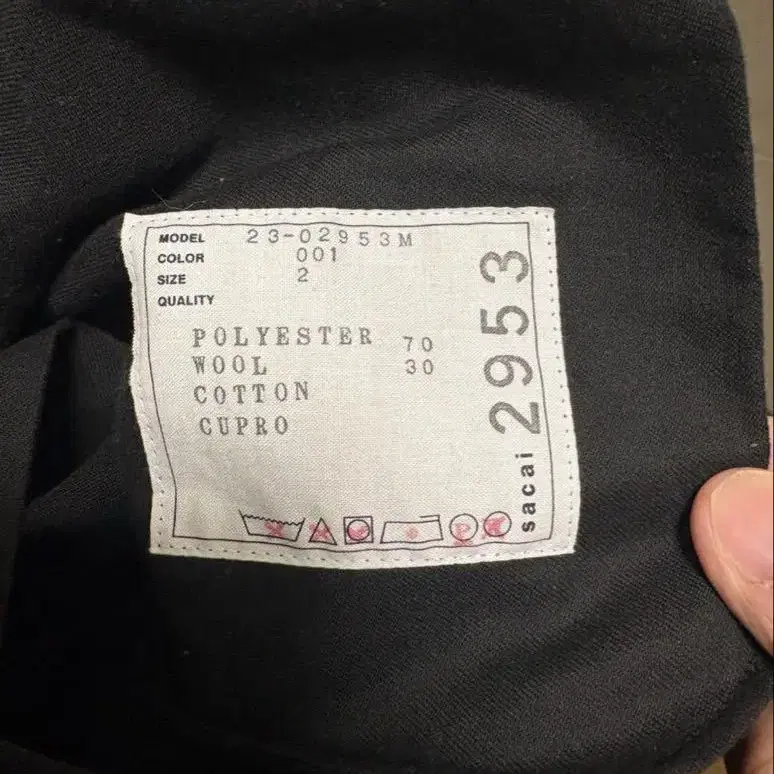 MODEL 23-02953M
COLOR 001
SIZE 2
QUALITY
POLYESTER 70
WOOL 30
COTTON
CUPRO
P
sacai 2953